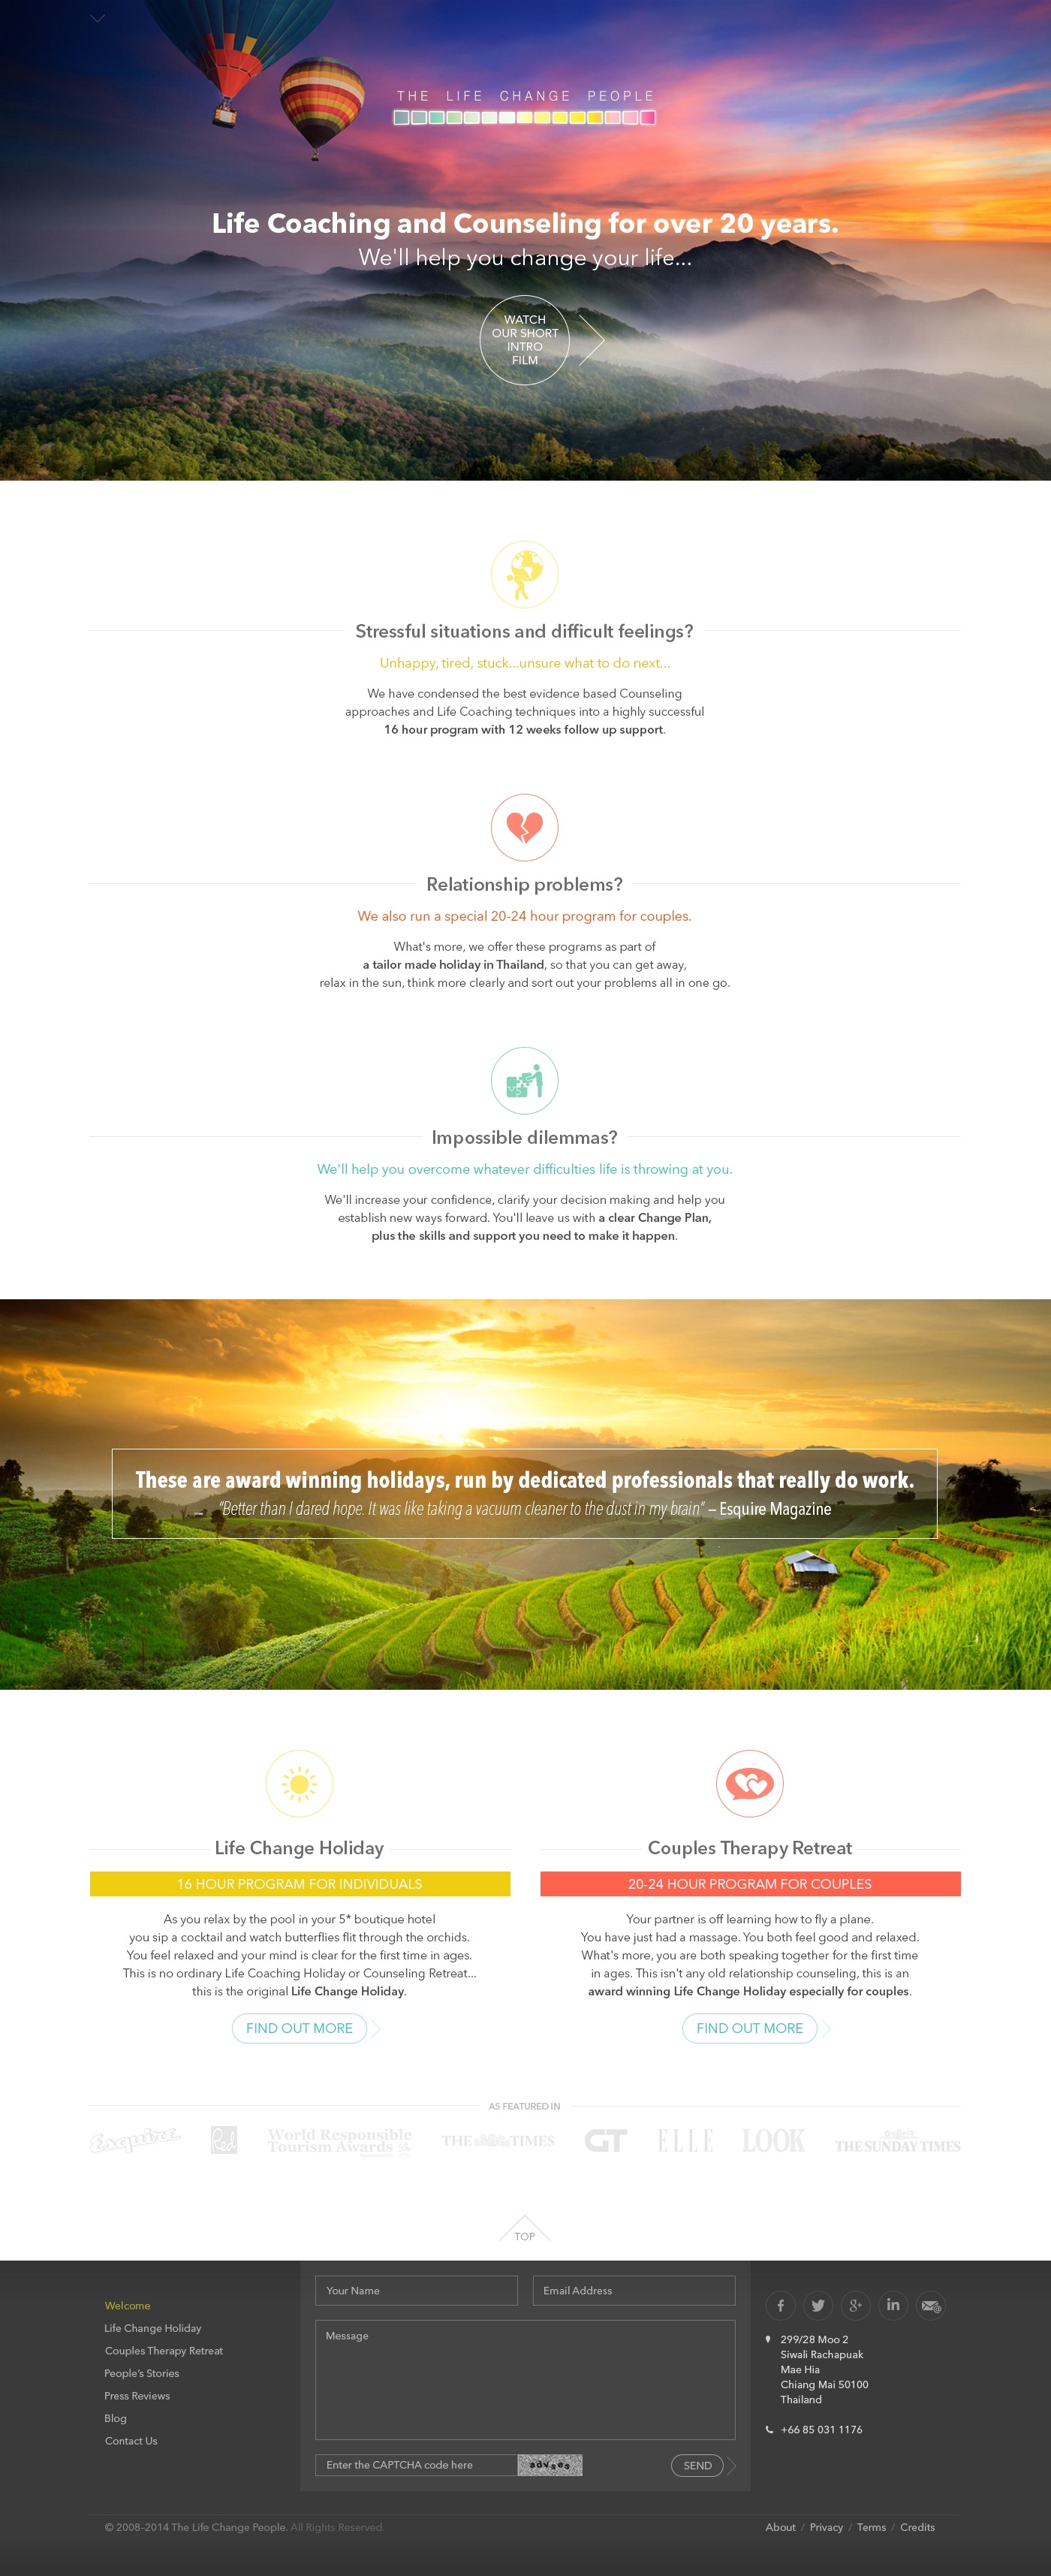 THE LIFE CHANGE PEOPLE
Life Coaching and Counseling for over 20 years.
We'll help you change your life...
WATCH
OUR SHORT
INTRO
FILM
Stressful situations and difficult feelings?
Unhappy, tired, stuck...unsure what to do next...
We have condensed the best evidence based Counseling
approaches and Life Coaching techniques into a highly successful
16 hour program with 12 weeks follow up support.
Relationship problems?
We also run a special 20-24 hour program for couples.
What's more, we offer these programs as part of
a tailor made holiday in Thailand, so that you can get away,
relax in the sun, think more clearly and sort out your problems all in one go.
Impossible dilemmas?
We'll help you overcome whatever difficulties life is throwing at you.
We'll increase your confidence, clarify your decision making and help you
establish new ways forward. You'll leave us with a clear Change Plan,
plus the skills and support you need to make it happen.
These are award winning holidays, run by dedicated professionals that really do work.
"Better than I dared hope. It was like taking a vacuum cleaner to the dust in my brain" – Esquire Magazine
Life Change Holiday
16 HOUR PROGRAM FOR INDIVIDUALS
As you relax by the pool in your 5* boutique hotel
you sip a cocktail and watch butterflies flit through the orchids.
You feel relaxed and your mind is clear for the first time in ages.
This is no ordinary Life Coaching Holiday or Counseling Retreat...
this is the original Life Change Holiday.
FIND OUT MORE
Couples Therapy Retreat
20-24 HOUR PROGRAM FOR COUPLES
Your partner is off learning how to fly a plane.
You have just had a massage. You both feel good and relaxed.
What's more, you are both speaking together for the first time
in ages. This isn't any old relationship counseling, this is an
award winning Life Change Holiday especially for couples.
FIND OUT MORE
AS FEATURED IN
Esquire
Red
World Responsible
Tourism Awards
THE TIMES
GT
ELLE
LOOK
THE SUNDAY TIMES
TOP
Welcome
Life Change Holiday
Couples Therapy Retreat
People's Stories
Press Reviews
Blog
Contact Us
Your Name
Email Address
Message
Enter the CAPTCHA code here
SEND
299/28 Moo 2
Siwali Rachapuak
Mae Hia
Chiang Mai 50100
Thailand
+66 85 031 1176
© 2008–2014 The Life Change People. All Rights Reserved.
About / Privacy / Terms / Credits